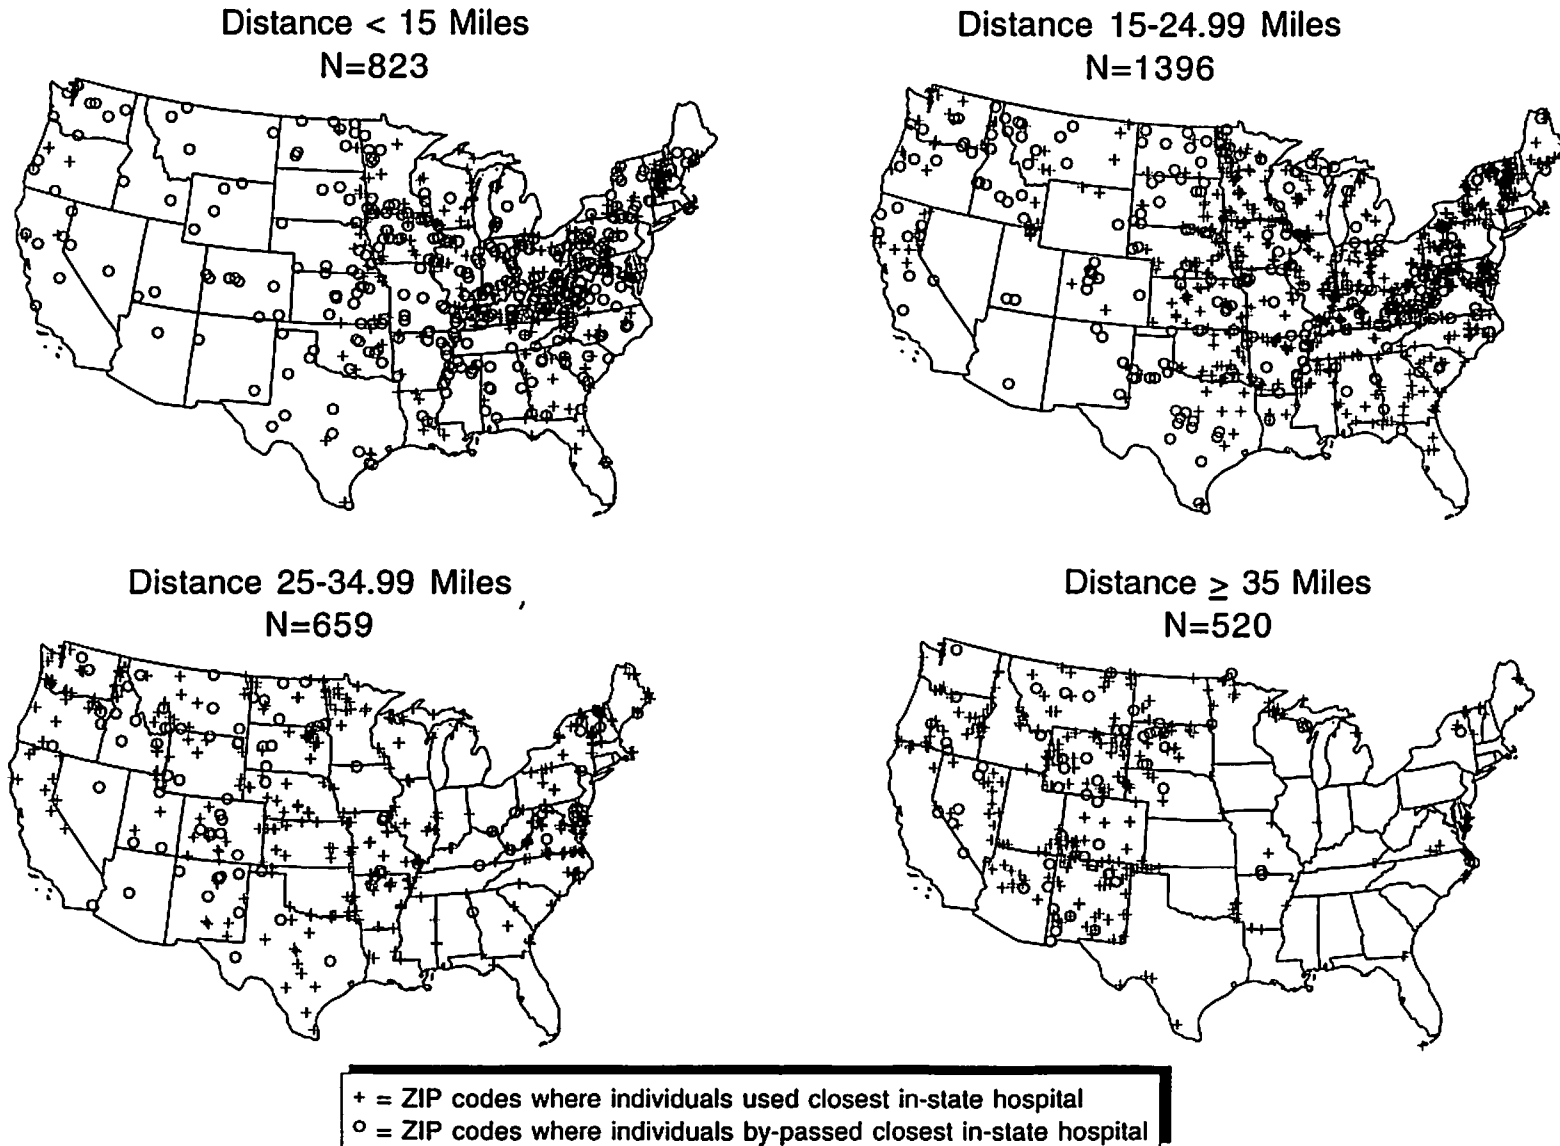 Distance < 15 Miles
N=823
Distance 15-24.99 Miles
N=1396
Distance 25-34.99 Miles
N=659
Distance ≥ 35 Miles
N=520
+ = ZIP codes where individuals used closest in-state hospital
o = ZIP codes where individuals by-passed closest in-state hospital